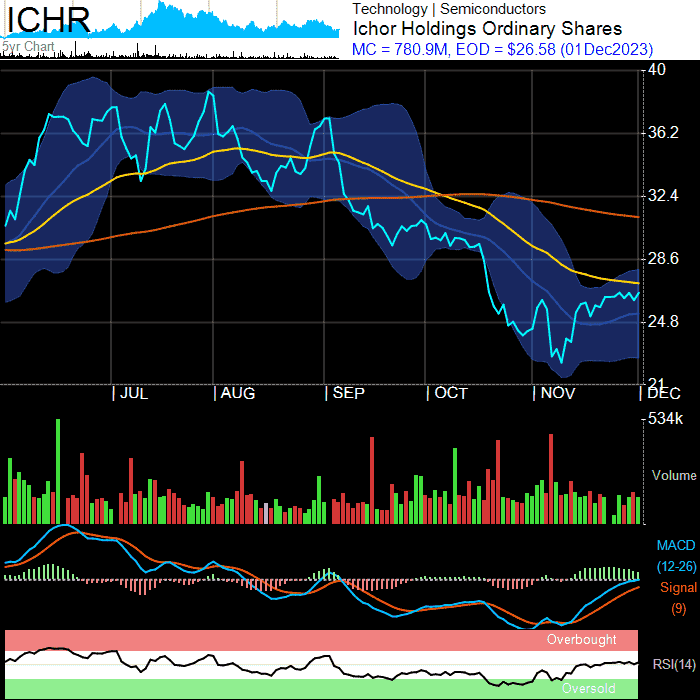 ICHR
5yr Chart
Technology | Semiconductors
Ichor Holdings Ordinary Shares
MC = 780.9M, EOD = $26.58 (01Dec2023)
40
36.2
32.4
28.6
24.8
21
JUL
AUG
SEP
OCT
NOV
DEC
534k
Volume
MACD
(12-26)
Signal
(9)
Overbought
RSI(14)
Oversold